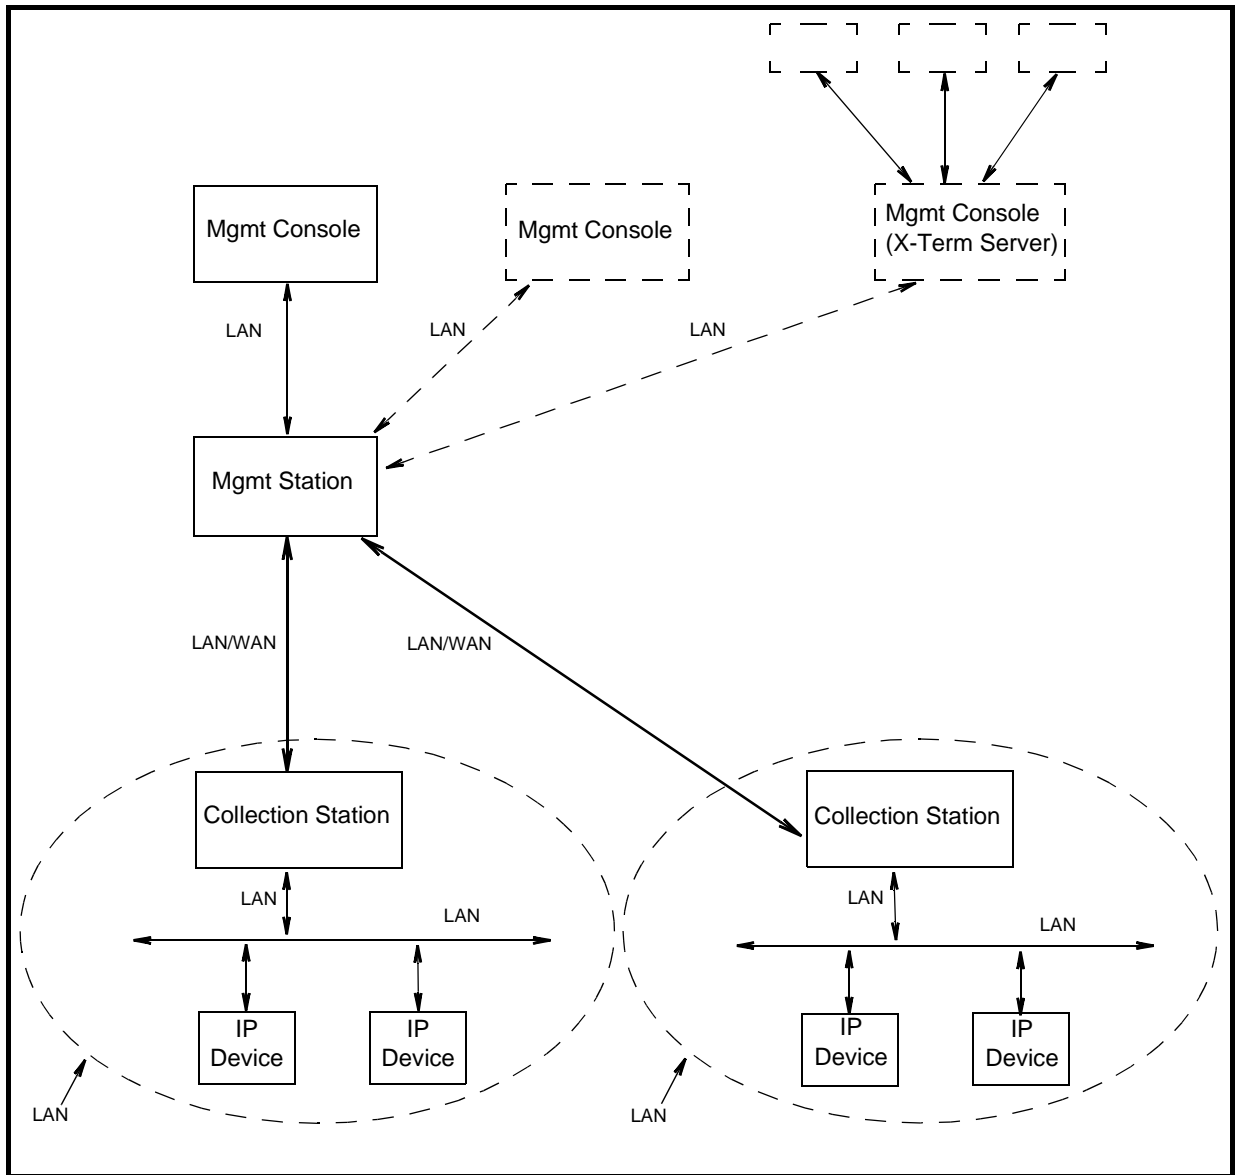 Mgmt Console
Mgmt Console
Mgmt Console
(X-Term Server)
LAN
LAN
LAN
Mgmt Station
LAN/WAN
LAN/WAN
Collection Station
Collection Station
LAN
LAN
LAN
LAN
IP
Device
IP
Device
IP
Device
IP
Device
LAN
LAN